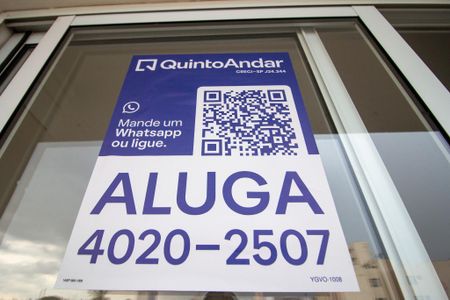 QuintoAndar
CRECI-SP J24.344
Mande um
Whatsapp
ou ligue.
ALUGA
4020-2507
YGVO-1008